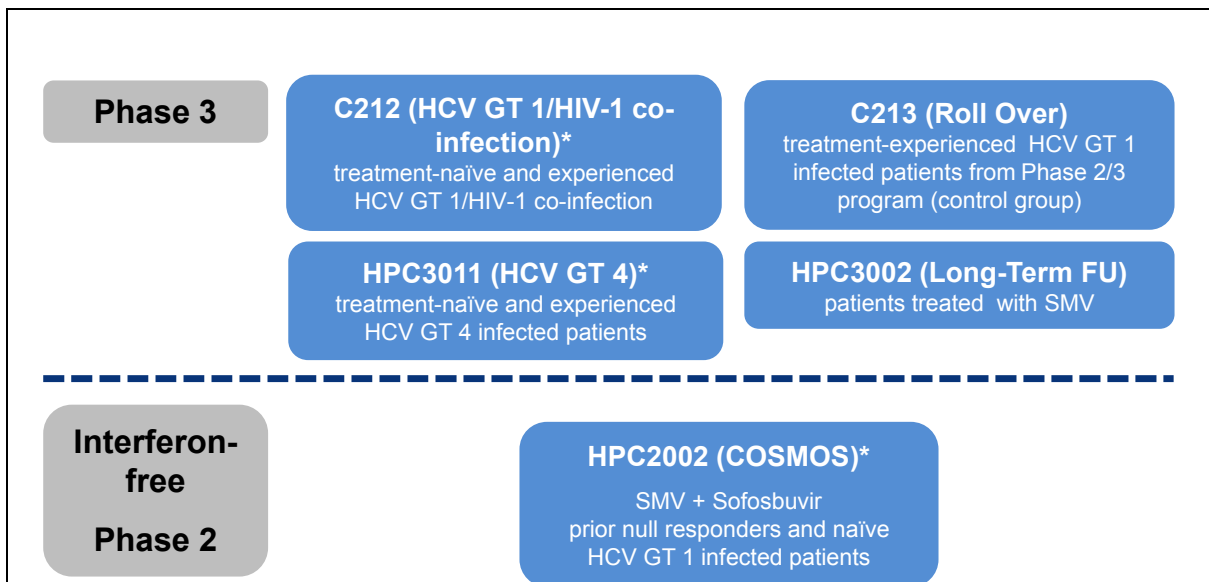 Phase 3
C212 (HCV GT 1/HIV-1 co-
infection)*
treatment-naïve and experienced
HCV GT 1/HIV-1 co-infection
C213 (Roll Over)
treatment-experienced HCV GT 1
infected patients from Phase 2/3
program (control group)
HPC3011 (HCV GT 4)*
treatment-naïve and experienced
HCV GT 4 infected patients
HPC3002 (Long-Term FU)
patients treated with SMV
Interferon-
free
Phase 2
HPC2002 (COSMOS)*
SMV + Sofosbuvir
prior null responders and naïve
HCV GT 1 infected patients